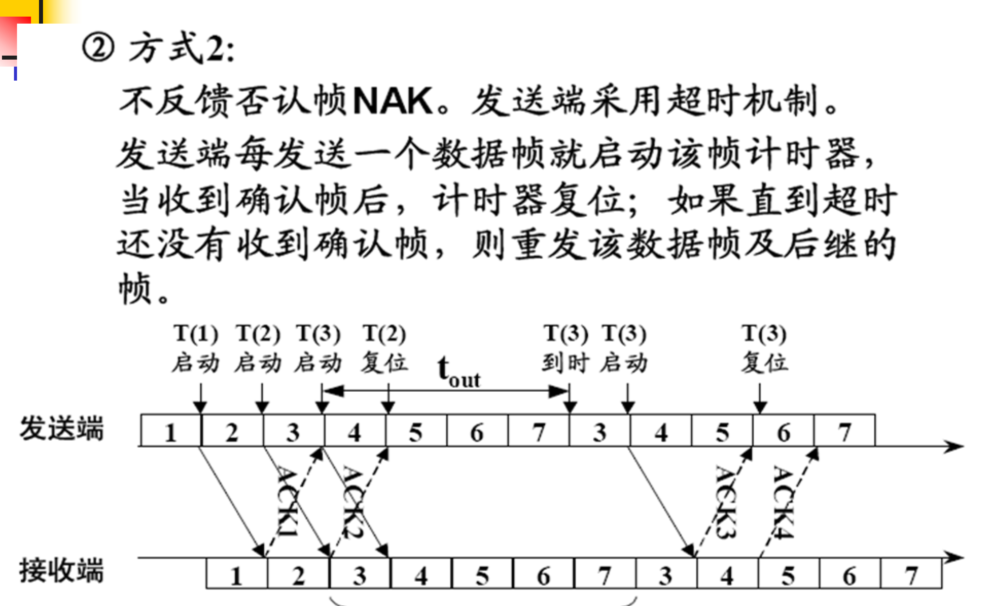 ② 方式2:
不反馈否认帧NAK。发送端采用超时机制。
发送端每发送一个数据帧就启动该帧计时器，
当收到确认帧后，计时器复位；如果直到超时
还没有收到确认帧，则重发该数据帧及后继的
帧。
T(1) T(2) T(3) T(2) T(3) T(3) T(3)
启动 启动 启动 复位 到时 启动 复位
tout
发送端 1 2 3 4 5 6 7 3 4 5 6 7
ACK1 ACK2 ACK3 ACK4
接收端 1 2 3 4 5 6 7 3 4 5 6 7